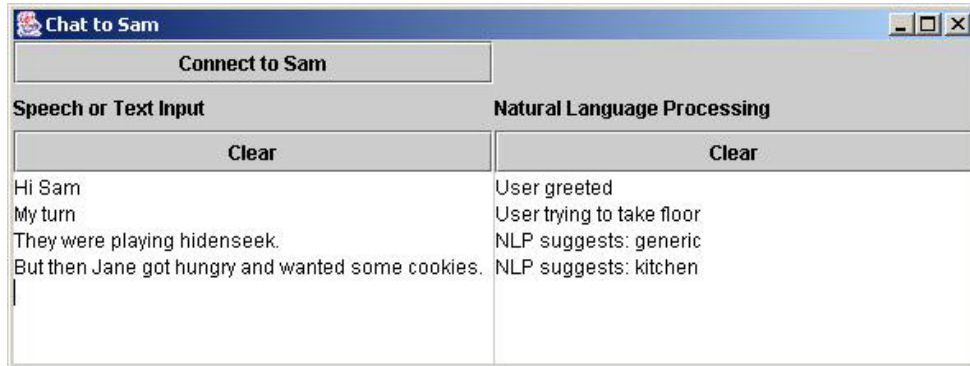 Chat to Sam
Connect to Sam
Speech or Text Input
Natural Language Processing
Clear
Clear
Hi Sam
User greeted
My turn
User trying to take floor
They were playing hidenseek.
NLP suggests: generic
But then Jane got hungry and wanted some cookies.
NLP suggests: kitchen